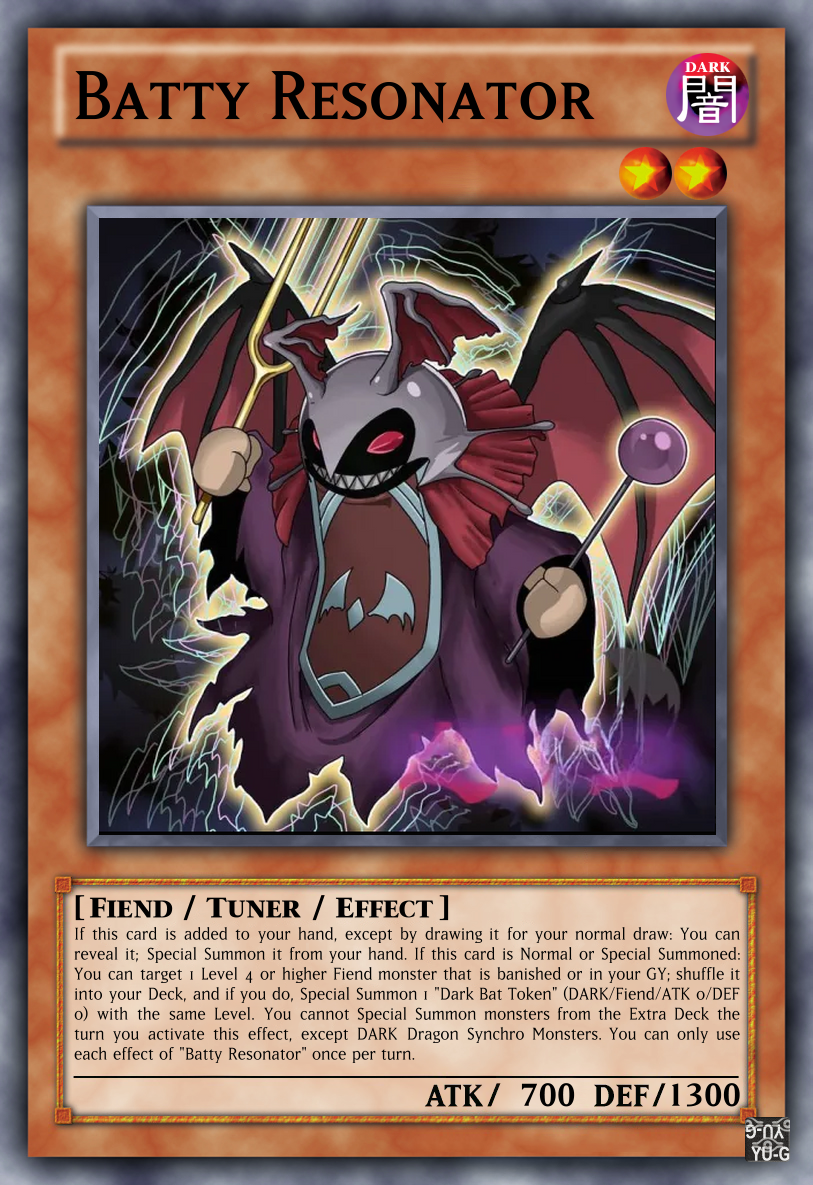 Batty Resonator
DARK
闇
[ Fiend / Tuner / Effect ]
If this card is added to your hand, except by drawing it for your normal draw: You can
reveal it; Special Summon it from your hand. If this card is Normal or Special Summoned:
You can target 1 Level 4 or higher Fiend monster that is banished or in your GY; shuffle it
into your Deck, and if you do, Special Summon 1 "Dark Bat Token" (DARK/Fiend/ATK 0/DEF
0) with the same Level. You cannot Special Summon monsters from the Extra Deck the
turn you activate this effect, except DARK Dragon Synchro Monsters. You can only use
each effect of "Batty Resonator" once per turn.
ATK/ 700 DEF/1300
YU-G
YU-G